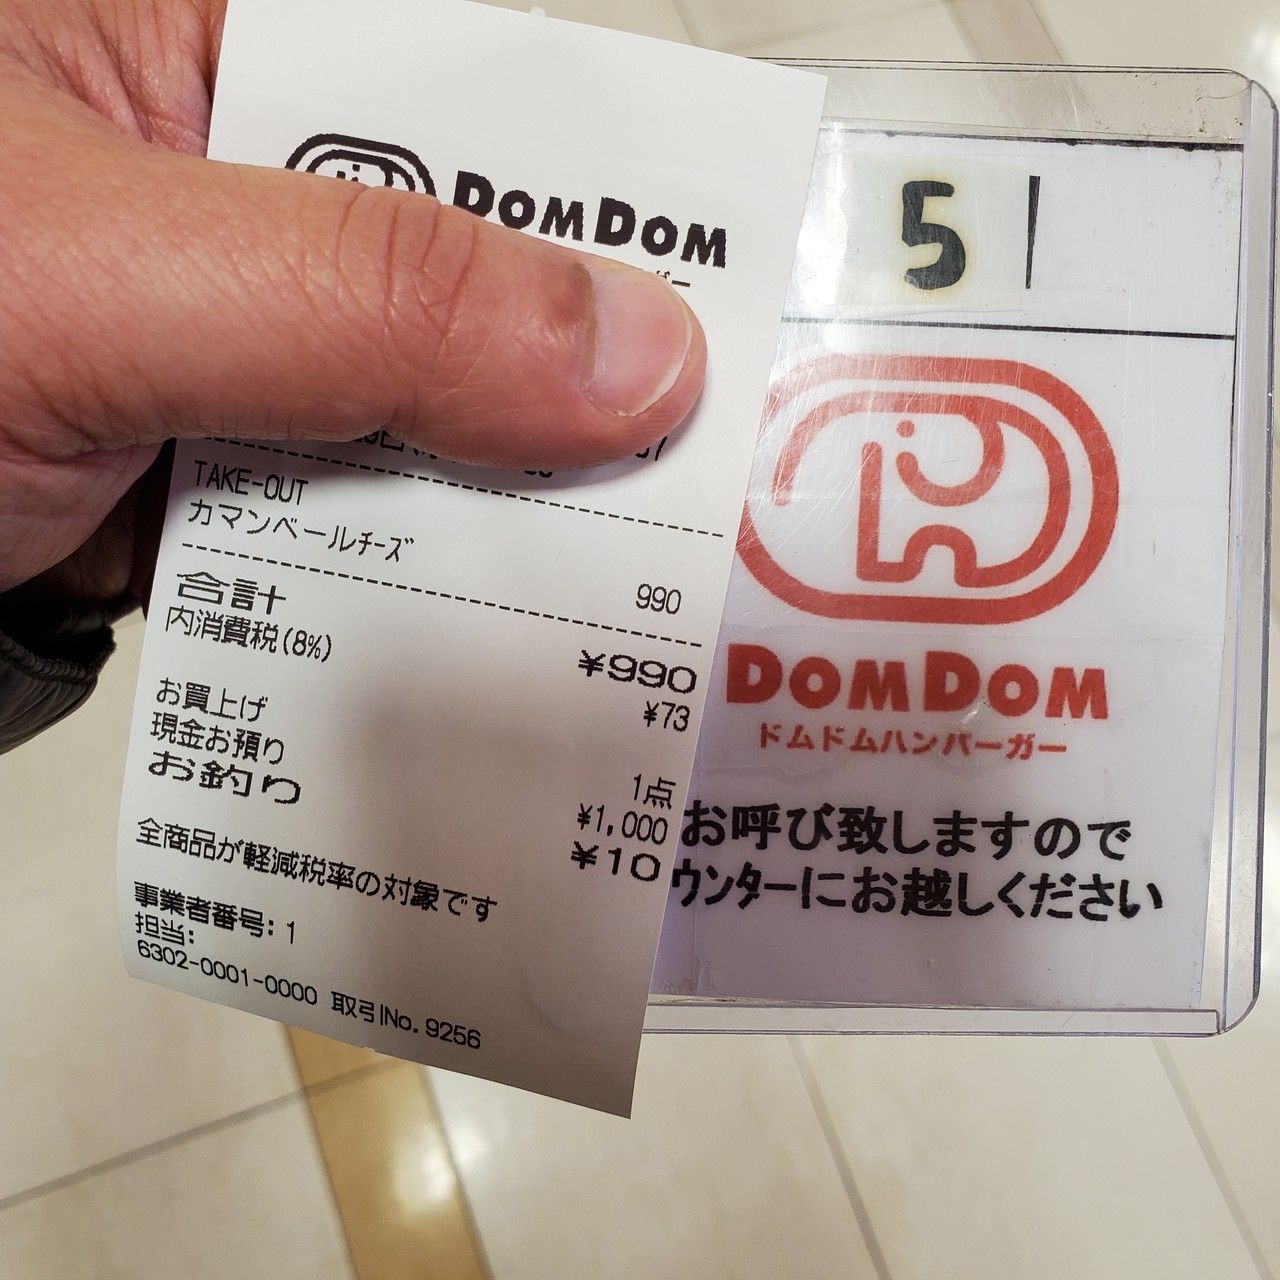 DOMDOM
TAKE-OUT
カマンベールチーズ
990
合計 ¥990
内消費税(8%) ¥73
お買上げ 1点
現金お預り ¥1,000
お釣り ¥10
全商品が軽減税率の対象です
事業者番号: 1
担当:
6302-0001-0000 取引No. 9256
5
DOMDOM
ドムドムハンバーガー
お呼び致しますので
ウンターにお越しください